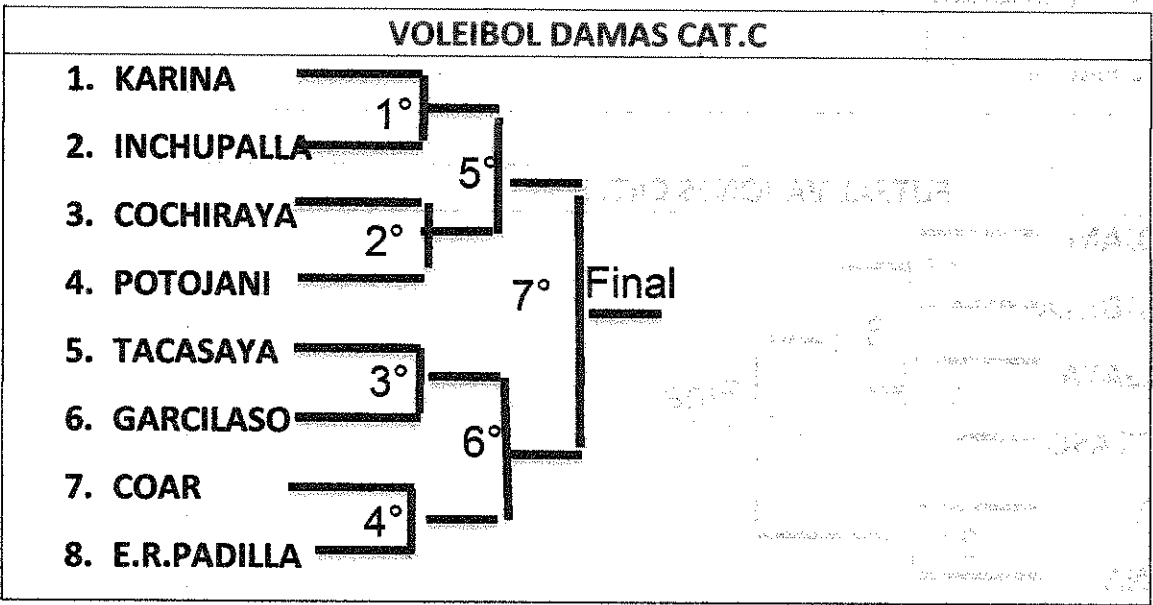 VOLEIBOL DAMAS CAT.C
1. KARINA
1°
2. INCHUPALLA
5°
3. COCHIRAYA
2°
4. POTOJANI
7°
Final
5. TACASAYA
3°
6. GARCILASO
6°
7. COAR
4°
8. E.R.PADILLA